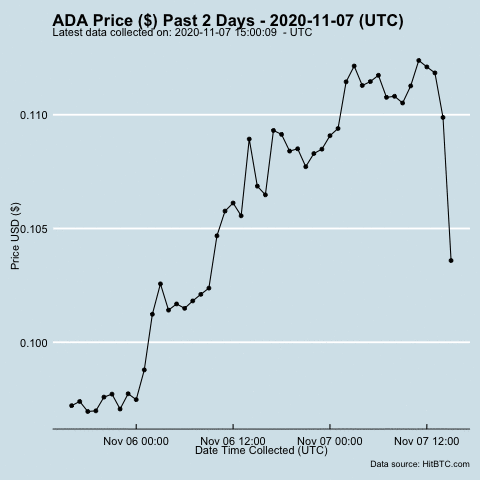 ADA Price ($) Past 2 Days - 2020-11-07 (UTC)
Latest data collected on: 2020-11-07 15:00:09 - UTC
Price USD ($)
0.110
0.105
0.100
Nov 06 00:00 Nov 06 12:00 Nov 07 00:00 Nov 07 12:00
Date Time Collected (UTC)
Data source: HitBTC.com